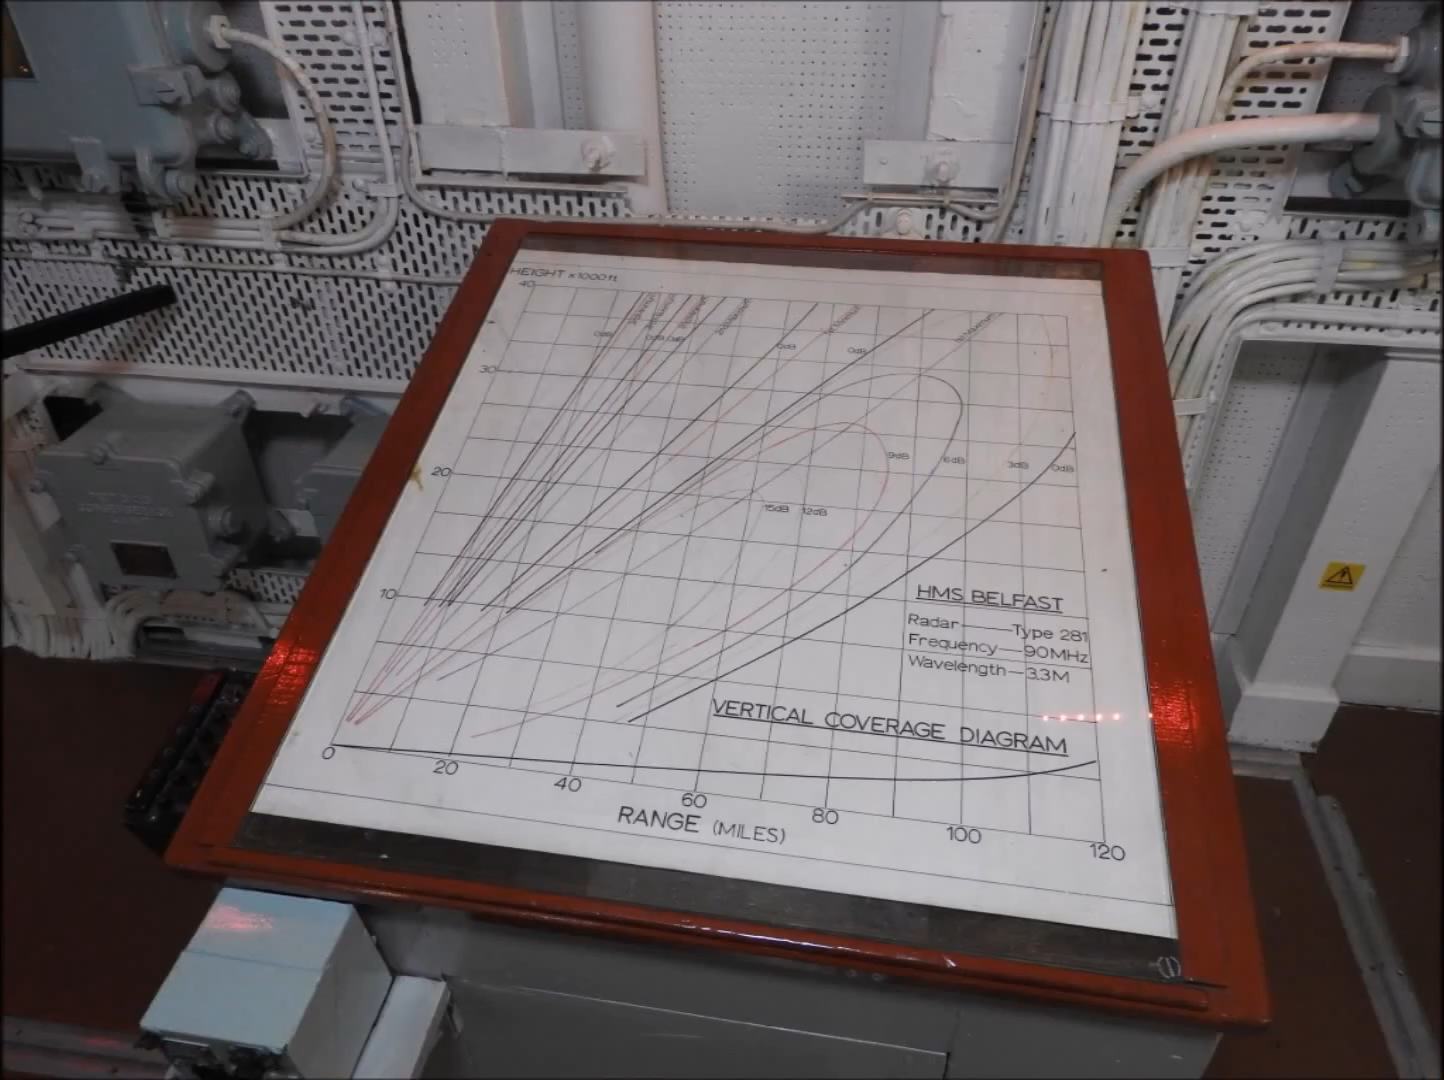 HEIGHT x1000ft
40
30
20
10
0
0dB
0dB 0dB
0dB
0dB
9dB
6dB
3dB
0dB
15dB
12dB
HMS BELFAST
Radar—Type 281
Frequency—90MHz
Wavelength—3.3M
VERTICAL COVERAGE DIAGRAM
20
40
60
80
100
120
RANGE (MILES)